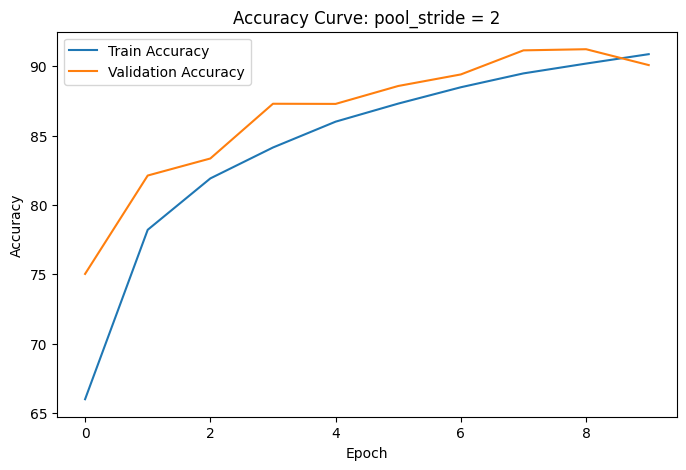 Accuracy Curve: pool_stride = 2
Train Accuracy
Validation Accuracy
Accuracy
90
85
80
75
70
65
0 2 4 6 8
Epoch